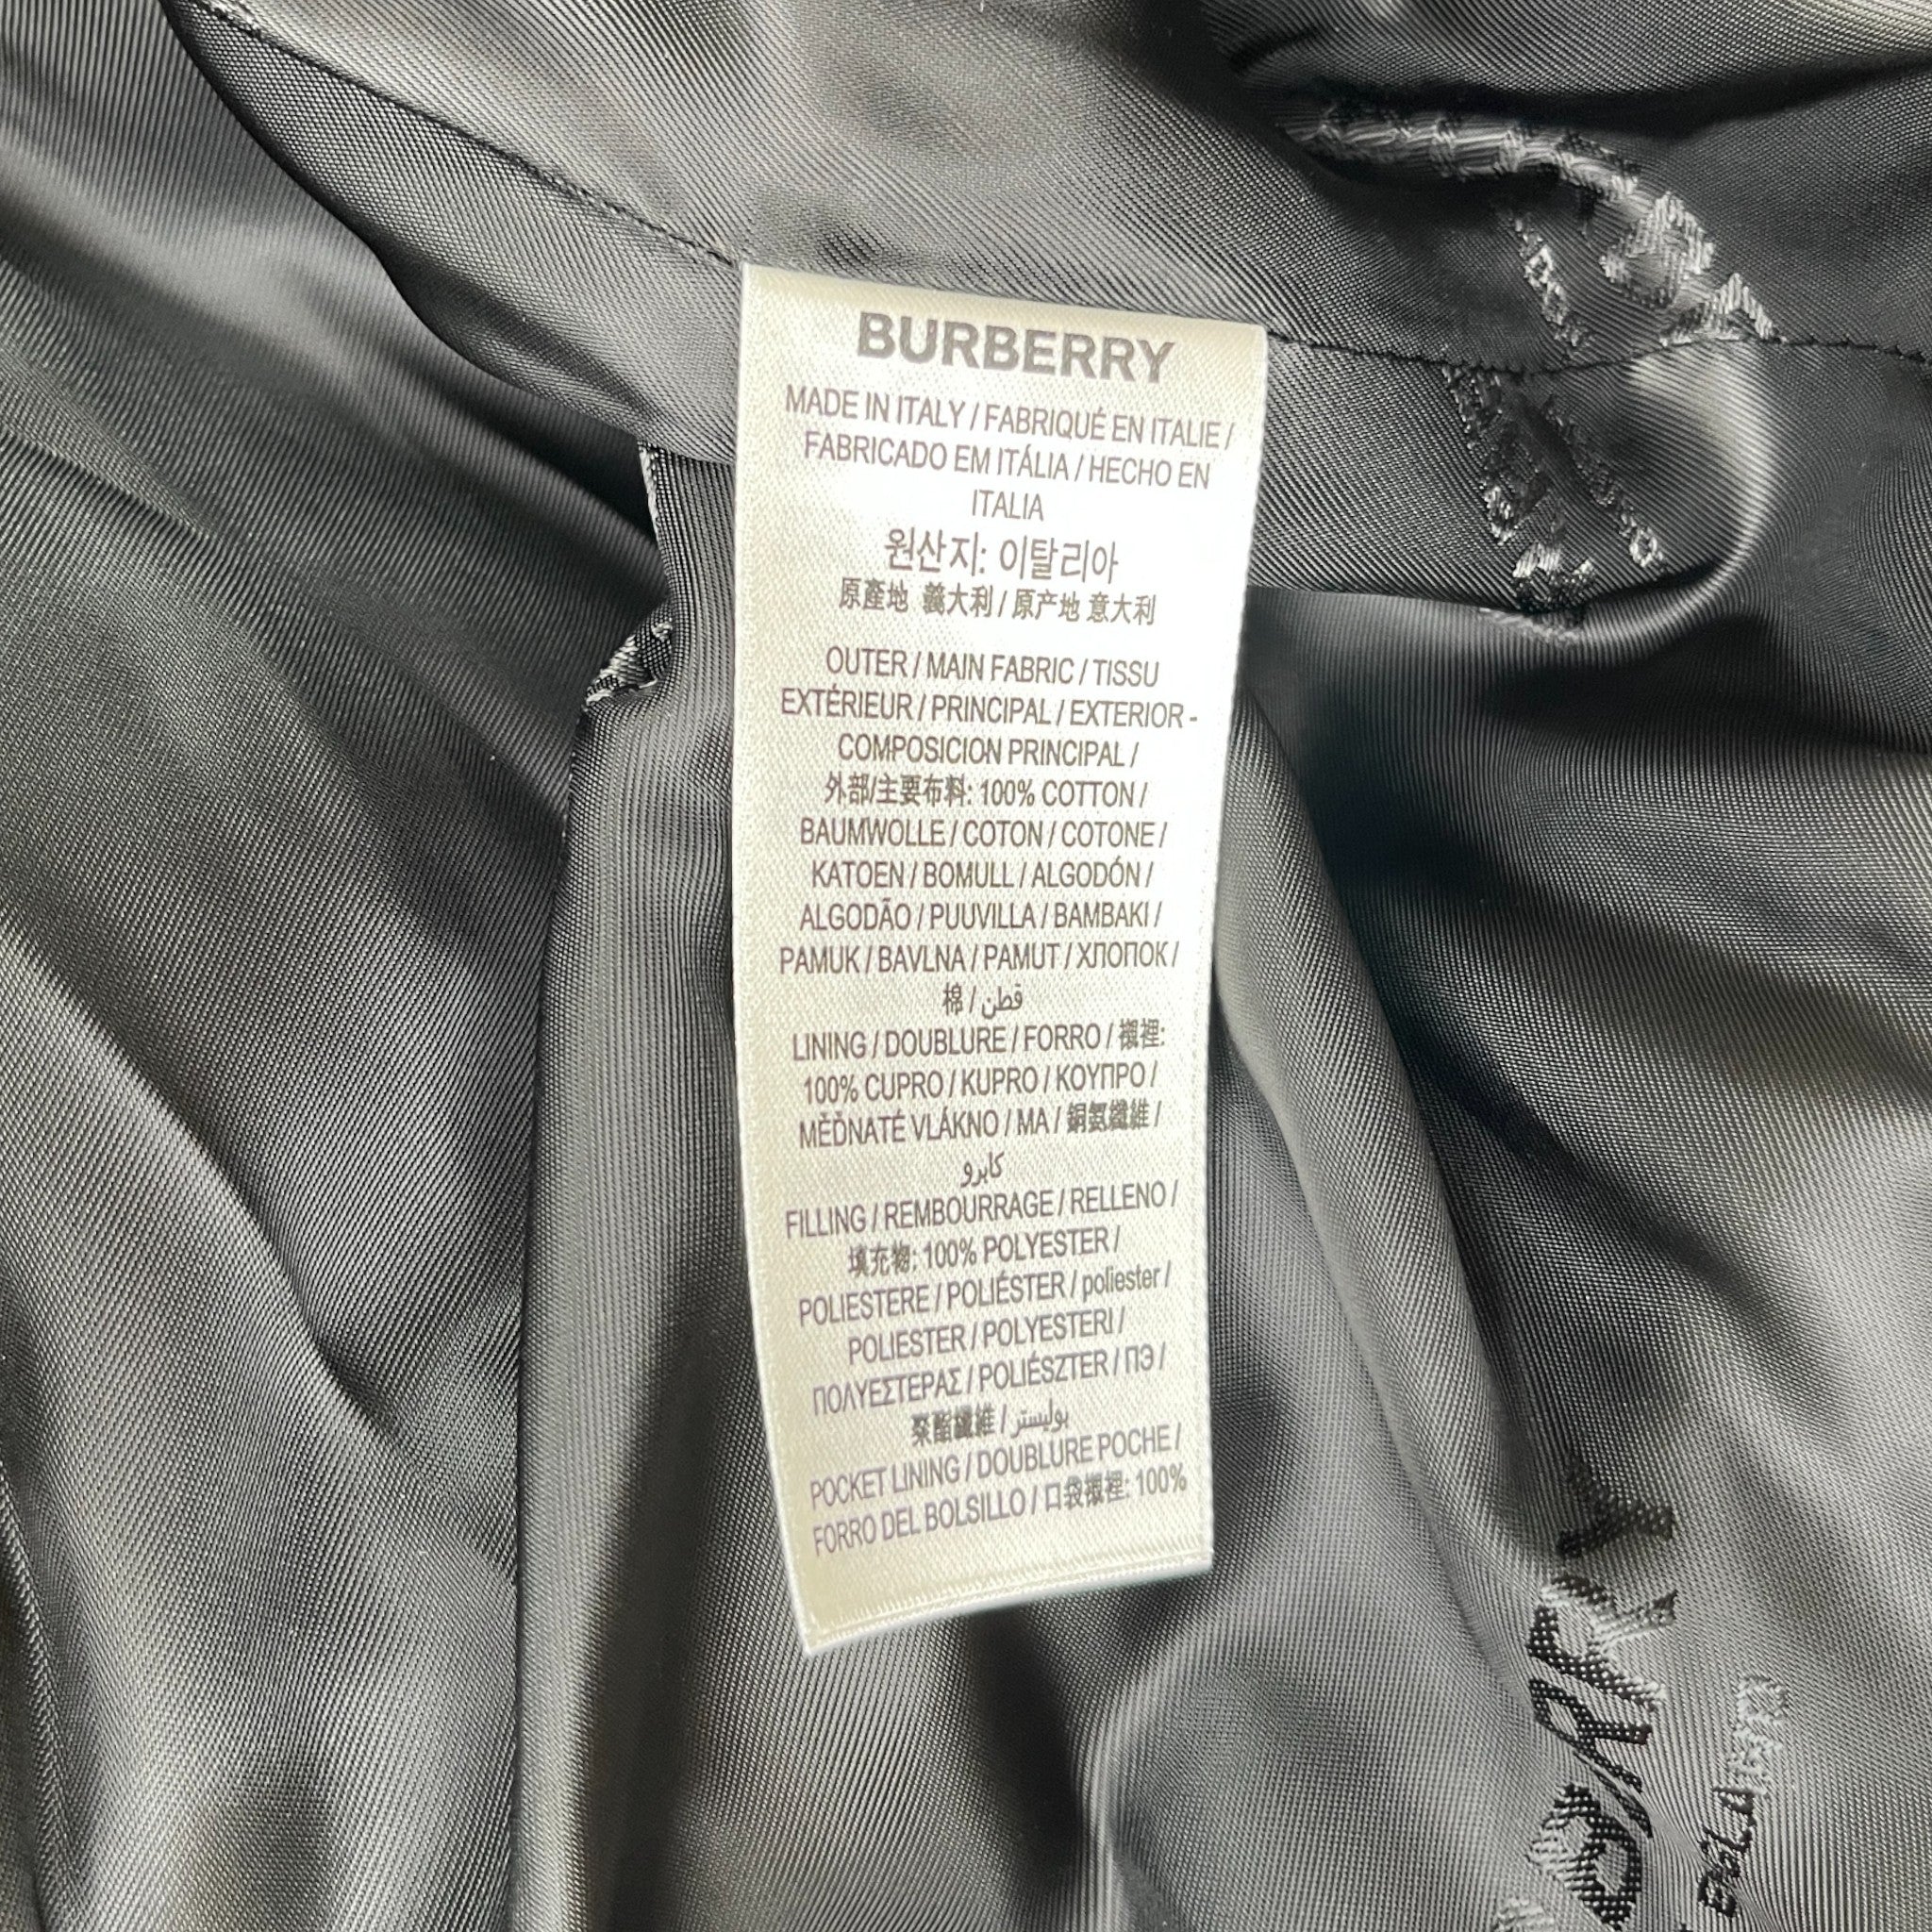 BURBERRY
MADE IN ITALY / FABRIQUÉ EN ITALIE /
FABRICADO EM ITÁLIA / HECHO EN
ITALIA
원산지: 이탈리아
原產地 義大利 / 原产地 意大利
OUTER / MAIN FABRIC / TISSU
EXTÉRIEUR / PRINCIPAL / EXTERIOR -
COMPOSICION PRINCIPAL /
外部/主要布料: 100% COTTON /
BAUMWOLLE / COTON / COTONE /
KATOEN / BOMULL / ALGODÓN /
ALGODÃO / PUUVILLA / BAMBAKI /
PAMUK / BAVLNA / PAMUT / ХЛОПОК /
棉 / قطن
LINING / DOUBLURE / FORRO / 襯裡:
100% CUPRO / KUPRO / ΚΟΥΠΡΟ /
MĚĎNATÉ VLÁKNO / MA / 銅氨纖維 /
كابرو
FILLING / REMBOURRAGE / RELLENO /
填充物: 100% POLYESTER /
POLIESTERE / POLIÉSTER / poliester /
POLIESTER / POLYESTERI /
ΠΟΛΥΕΣΤΕΡΑΣ / POLIÉSZTER / ПЭ /
聚酯纖維 / بوليستر
POCKET LINING / DOUBLURE POCHE /
FORRO DEL BOLSILLO / 口袋襯裡: 100%